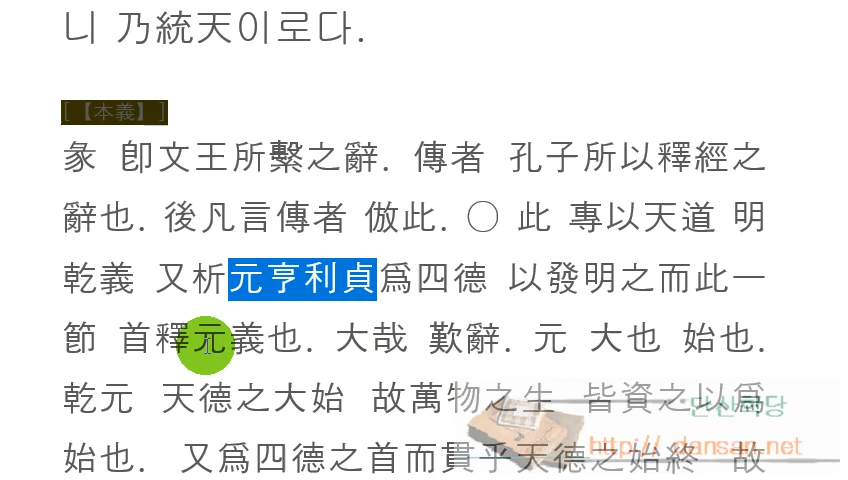 니 乃統天이로다.
[【本義】]
彖 卽文王所繫之辭. 傳者 孔子所以釋經之
辭也. 後凡言傳者 倣此. ○ 此 專以天道 明
乾義 又析元亨利貞爲四德 以發明之而此一
節 首釋元義也. 大哉 歎辭. 元 大也 始也.
乾元 天德之大始 故萬物之生 皆資之以爲
始也. 又爲四德之首而貫乎天德之始終 故
단산학당
http://dansan.net